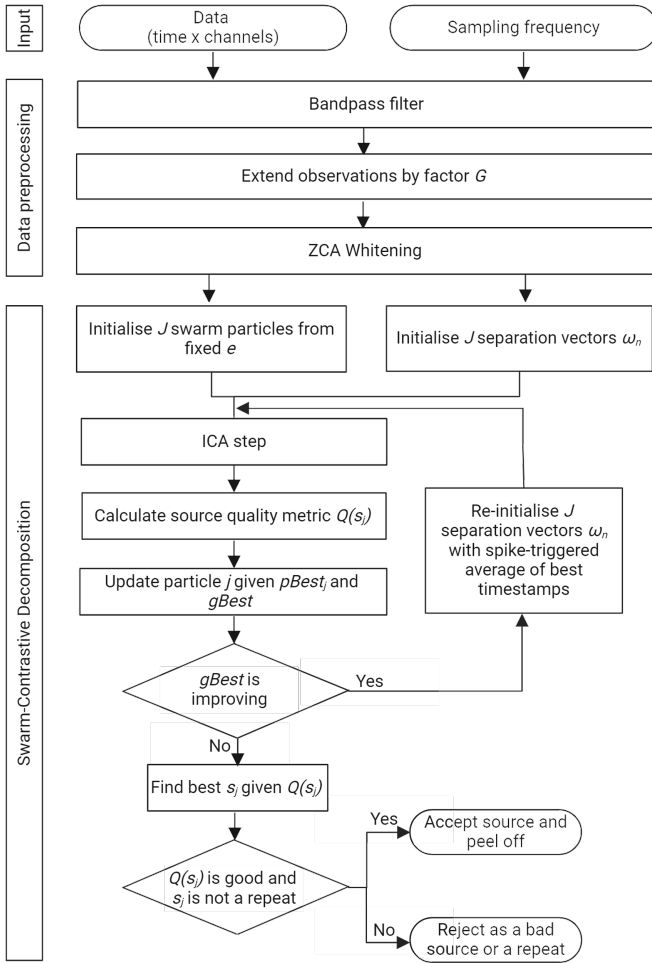 Input
Data
(time x channels)
Sampling frequency
Data preprocessing
Bandpass filter
Extend observations by factor G
ZCA Whitening
Swarm-Contrastive Decomposition
Initialise J swarm particles from
fixed e
Initialise J separation vectors ωn
ICA step
Calculate source quality metric Q(sj)
Update particle j given pBestj and
gBest
Re-initialise J
separation vectors ωn
with spike-triggered
average of best
timestamps
gBest is
improving
Yes
No
Find best sj given Q(sj)
Q(sj) is good and
sj is not a repeat
Yes
Accept source and
peel off
No
Reject as a bad
source or a repeat